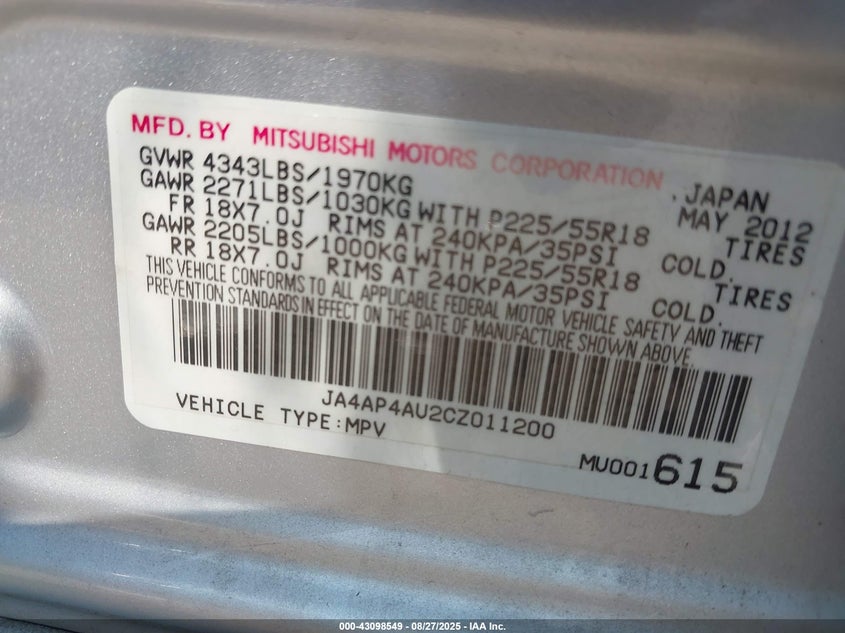 MFD. BY MITSUBISHI MOTORS CORPORATION, JAPAN
GVWR 4343LBS/1970KG MAY 2012
GAWR 2271LBS/1030KG WITH P225/55R18 TIRES
FR 18X7.0J RIMS AT 240KPA/35PSI COLD.
GAWR 2205LBS/1000KG WITH P225/55R18 TIRES
RR 18X7.0J RIMS AT 240KPA/35PSI COLD.
THIS VEHICLE CONFORMS TO ALL APPLICABLE FEDERAL MOTOR VEHICLE SAFETY AND THEFT
PREVENTION STANDARDS IN EFFECT ON THE DATE OF MANUFACTURE SHOWN ABOVE.
JA4AP4AU2CZ011200
VEHICLE TYPE:MPV
MU001615
000-43098549 - 08/27/2025 - IAA Inc.